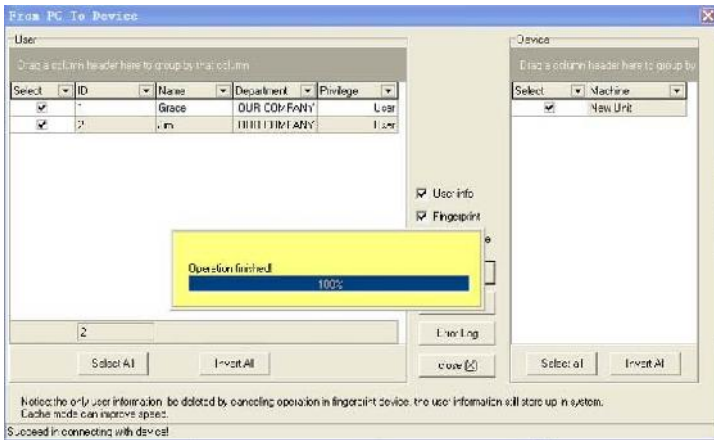 From PC To Device
User
Drag a column header here to group by that column
Select ID Name Department Privilege
1 Grace OUR COMPANY User
2 Jim OUR COMPANY User
2
Select All Invert All
User info
Fingerprint
e
Operation finished!
100%
Error Log
close(X)
Device
Drag a column header here to group by
Select Machine
New Unit
Select all Invert All
Notice:the only user information be deleted by canceling operation in fingerprint device, the user information still store up in system.
Cache mode can improve speed.
Succeed in connecting with device!